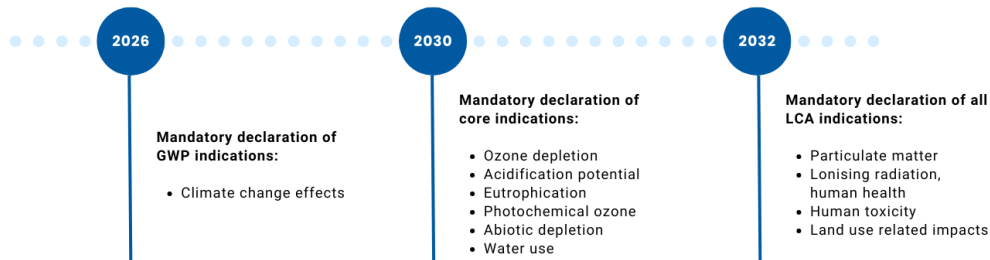 2026
Mandatory declaration of
GWP indications:
• Climate change effects
2030
Mandatory declaration of
core indications:
• Ozone depletion
• Acidification potential
• Eutrophication
• Photochemical ozone
• Abiotic depletion
• Water use
2032
Mandatory declaration of all
LCA indications:
• Particulate matter
• Lonising radiation,
human health
• Human toxicity
• Land use related impacts